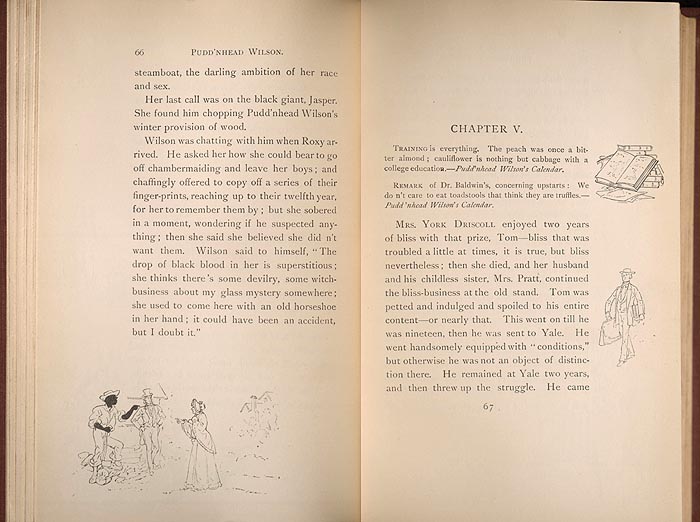 66 PUDD'NHEAD WILSON.
steamboat, the darling ambition of her race
and sex.
Her last call was on the black giant, Jasper.
She found him chopping Pudd'nhead Wilson's
winter provision of wood.
Wilson was chatting with him when Roxy ar-
rived. He asked her how she could bear to go
off chambermaiding and leave her boys; and
chaffingly offered to copy off a series of their
finger-prints, reaching up to their twelfth year,
for her to remember them by; but she sobered
in a moment, wondering if he suspected any-
thing; then she said she believed she did n't
want them. Wilson said to himself, "The
drop of black blood in her is superstitious;
she thinks there's some devilry, some witch-
business about my glass mystery somewhere;
she used to come here with an old horseshoe
in her hand; it could have been an accident,
but I doubt it."
CHAPTER V.
TRAINING is everything. The peach was once a bit-
ter almond; cauliflower is nothing but cabbage with a
college education.—Pudd'nhead Wilson's Calendar.
REMARK of Dr. Baldwin's, concerning upstarts: We
do n't care to eat toadstools that think they are truffles.—
Pudd'nhead Wilson's Calendar.
MRS. YORK DRISCOLL enjoyed two years
of bliss with that prize, Tom—bliss that was
troubled a little at times, it is true, but bliss
nevertheless; then she died, and her husband
and his childless sister, Mrs. Pratt, continued
the bliss-business at the old stand. Tom was
petted and indulged and spoiled to his entire
content—or nearly that. This went on till he
was nineteen, then he was sent to Yale. He
went handsomely equipped with "conditions,"
but otherwise he was not an object of distinc-
tion there. He remained at Yale two years,
and then threw up the struggle. He came
67